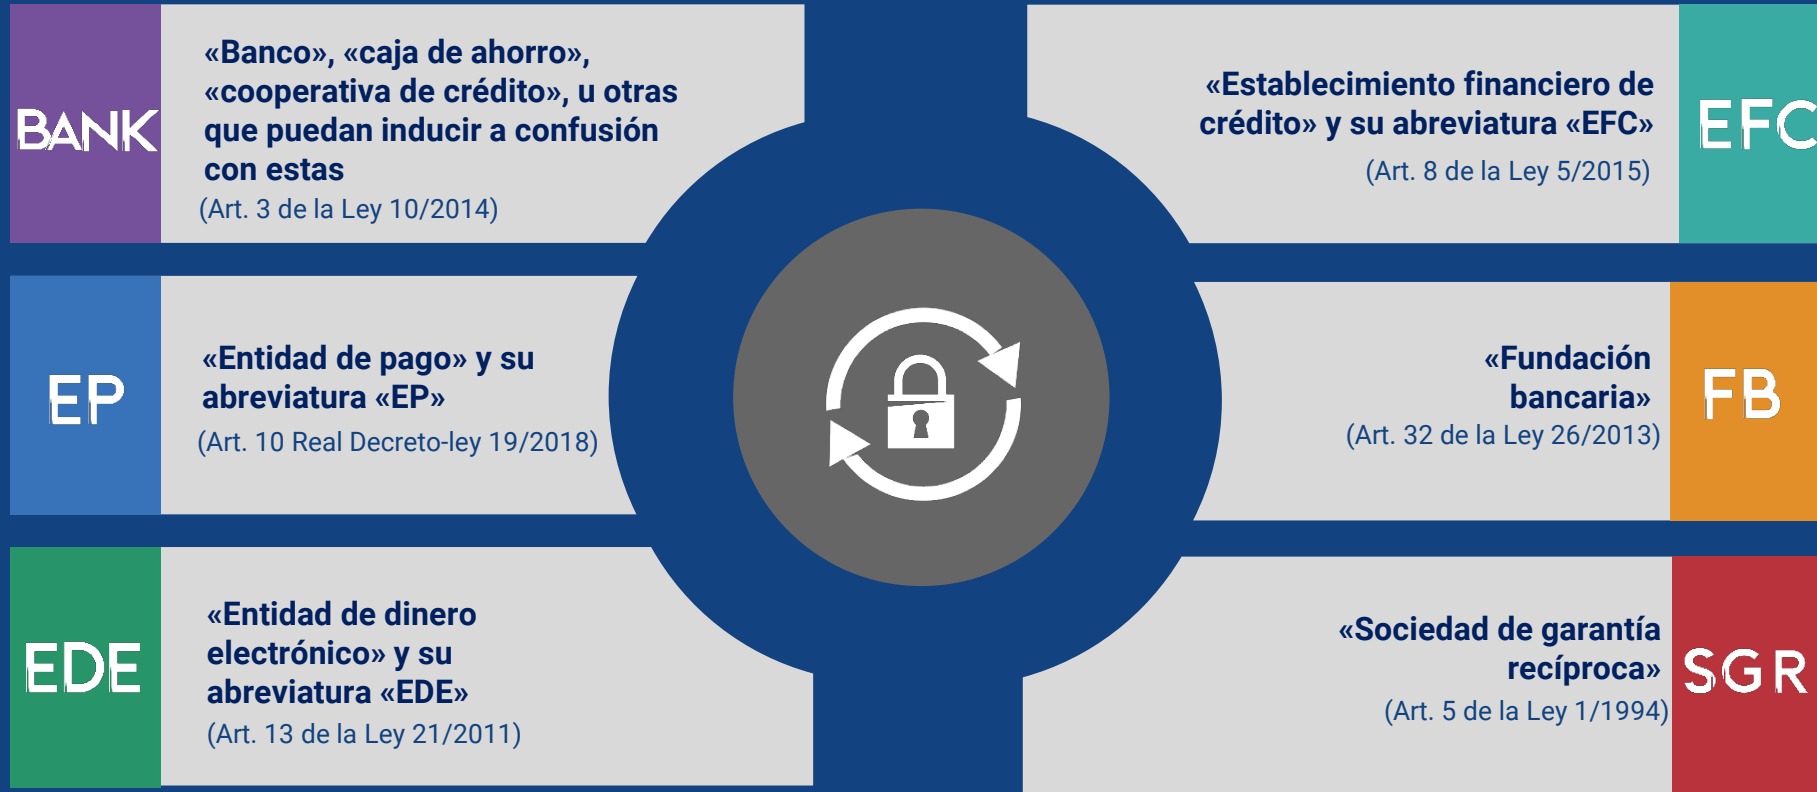 BANK
«Banco», «caja de ahorro»,
«cooperativa de crédito», u otras
que puedan inducir a confusión
con estas
(Art. 3 de la Ley 10/2014)
EP
«Entidad de pago» y su
abreviatura «EP»
(Art. 10 Real Decreto-ley 19/2018)
EDE
«Entidad de dinero
electrónico» y su
abreviatura «EDE»
(Art. 13 de la Ley 21/2011)
«Establecimiento financiero de
crédito» y su abreviatura «EFC»
(Art. 8 de la Ley 5/2015)
EFC
«Fundación
bancaria»
(Art. 32 de la Ley 26/2013)
FB
«Sociedad de garantía
recíproca»
(Art. 5 de la Ley 1/1994)
SGR